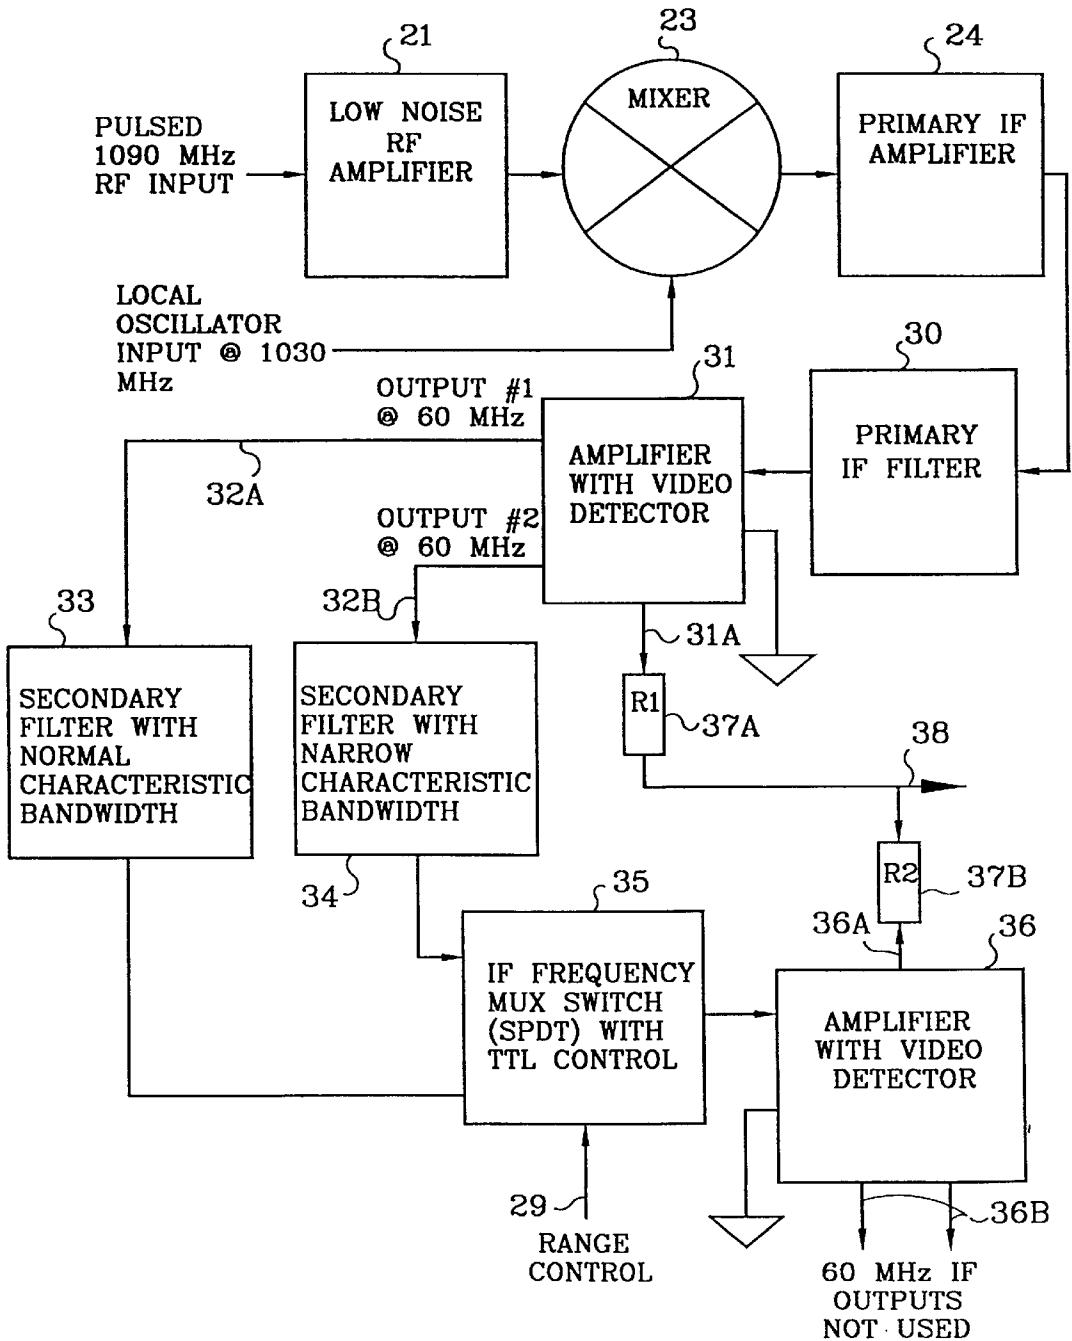 21
23
24
PULSED
1090 MHz
RF INPUT
LOW NOISE
RF
AMPLIFIER
MIXER
PRIMARY IF
AMPLIFIER
LOCAL
OSCILLATOR
INPUT @ 1030
MHz
31
30
OUTPUT #1
@ 60 MHz
AMPLIFIER
WITH VIDEO
DETECTOR
PRIMARY
IF FILTER
32A
OUTPUT #2
@ 60 MHz
32B
33
31A
SECONDARY
FILTER WITH
NORMAL
CHARACTERISTIC
BANDWIDTH
SECONDARY
FILTER WITH
NARROW
CHARACTERISTIC
BANDWIDTH
R1
37A
38
34
35
R2
37B
36A
36
IF FREQUENCY
MUX SWITCH
(SPDT) WITH
TTL CONTROL
AMPLIFIER
WITH VIDEO
DETECTOR
29
RANGE
CONTROL
36B
60 MHz IF
OUTPUTS
NOT USED